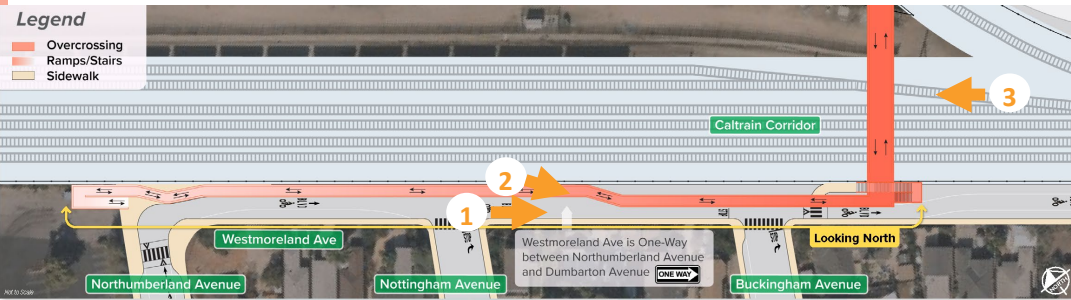 Legend
Overcrossing
Ramps/Stairs
Sidewalk
3
Caltrain Corridor
2
1
Westmoreland Ave
Looking North
Westmoreland Ave is One-Way
between Northumberland Avenue
and Dumbarton Avenue
ONE WAY
Northumberland Avenue
Nottingham Avenue
Buckingham Avenue
Not to Scale
NORTH